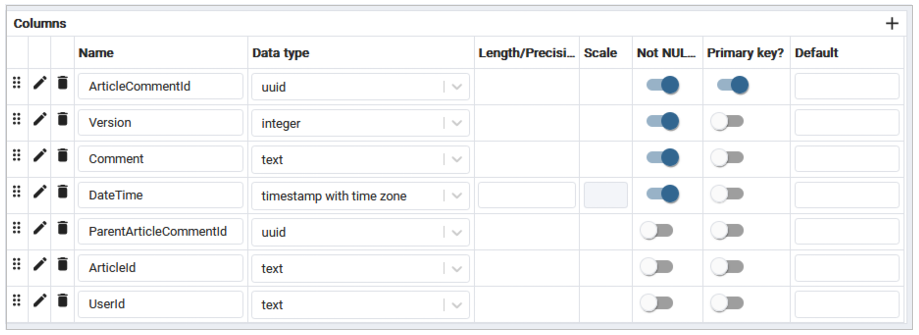 Columns
Name Data type Length/Precisi... Scale Not NUL... Primary key? Default
ArticleCommentId uuid
Version integer
Comment text
DateTime timestamp with time zone
ParentArticleCommentId uuid
ArticleId text
UserId text